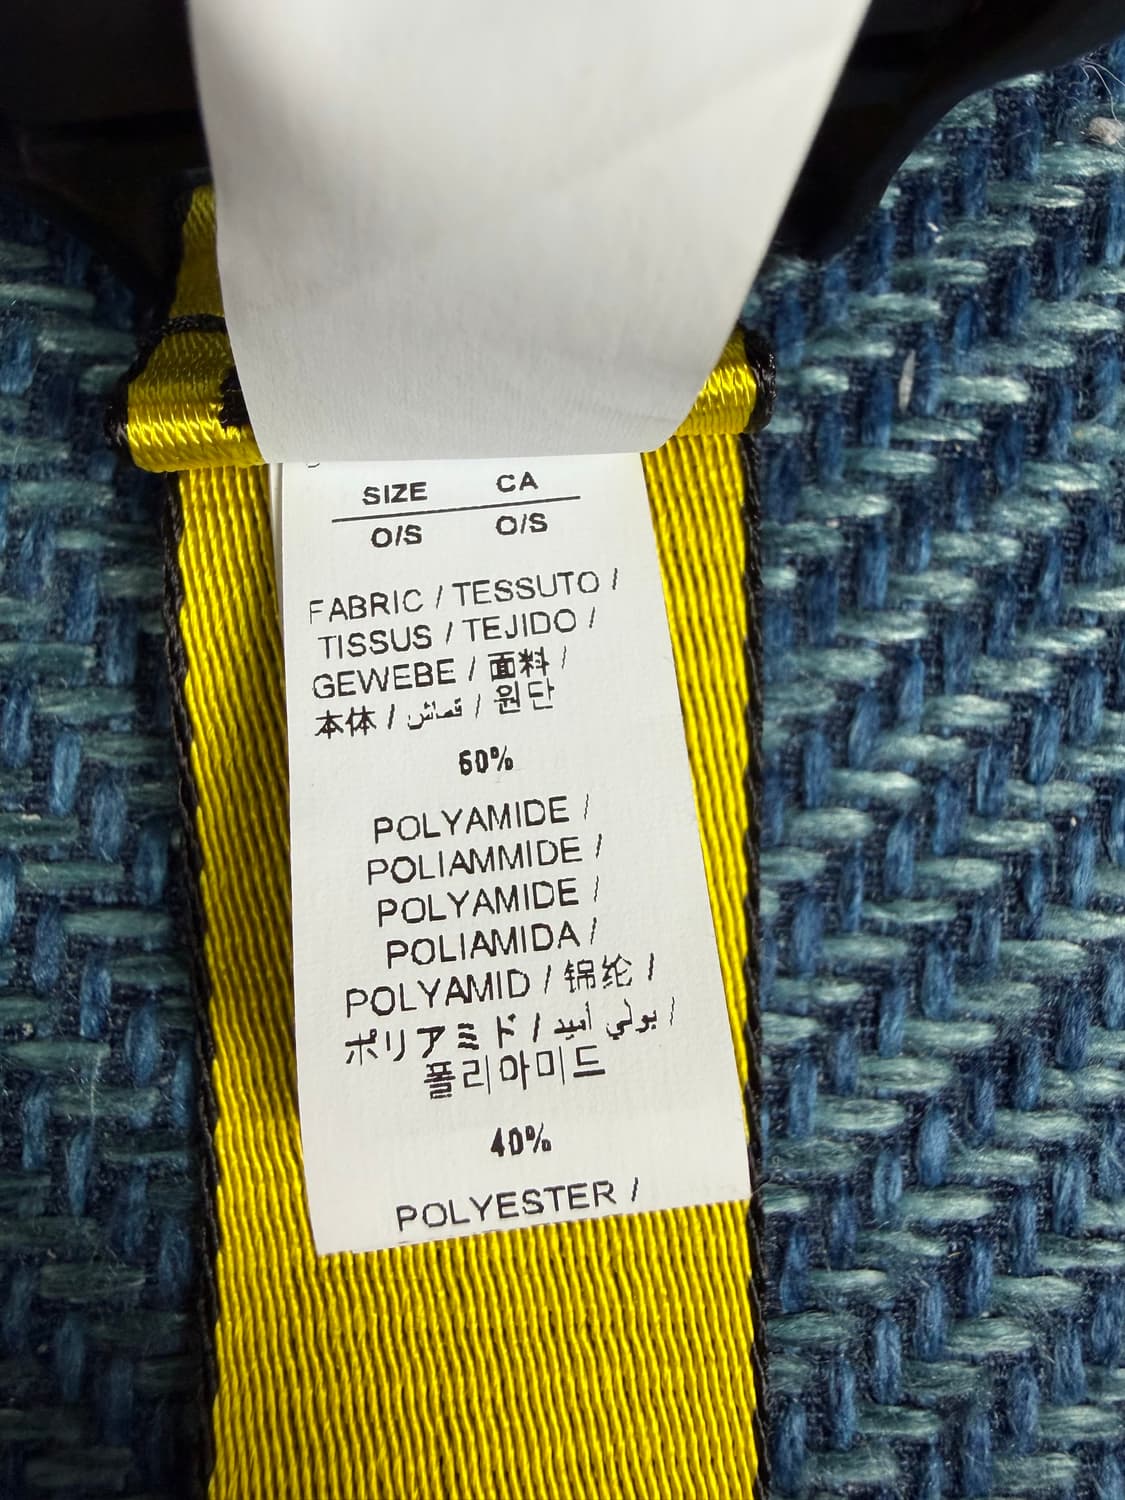 SIZE CA
O/S O/S
FABRIC / TESSUTO /
TISSUS / TEJIDO /
GEWEBE / 面料 /
本体 / قماش / 원단
60%
POLYAMIDE /
POLIAMMIDE /
POLYAMIDE /
POLIAMIDA /
POLYAMID / 锦纶 /
ポリアミド / بولي أميد /
폴리아미드
40%
POLYESTER /